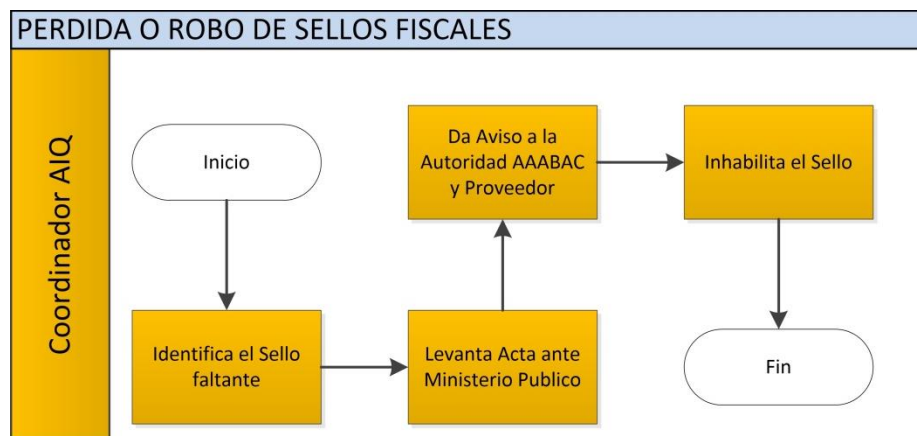 PERDIDA O ROBO DE SELLOS FISCALES
Coordinador AIQ
Inicio
Identifica el Sello
faltante
Levanta Acta ante
Ministerio Publico
Da Aviso a la
Autoridad AAABAC
y Proveedor
Inhabilita el Sello
Fin